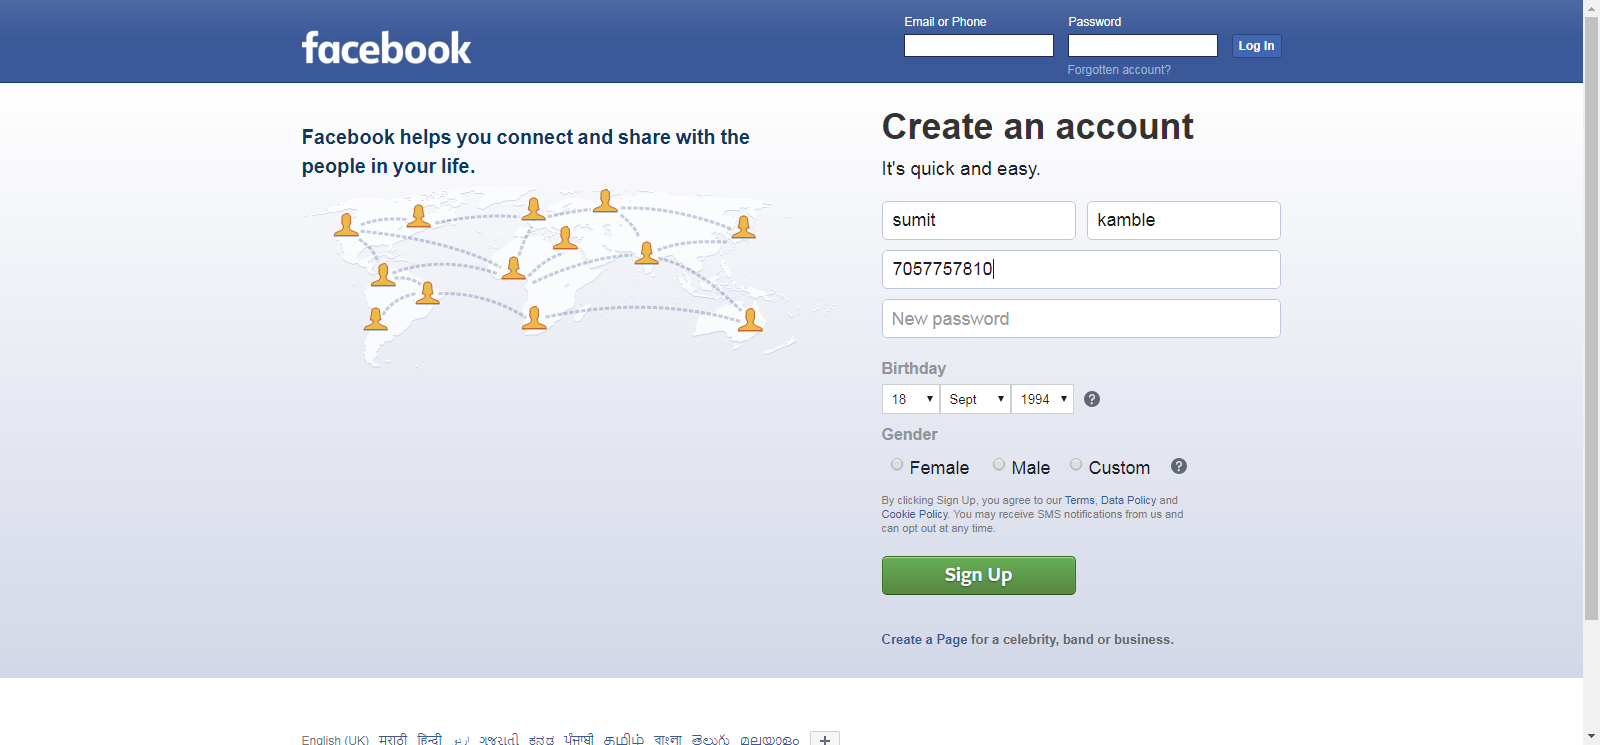 facebook
Email or Phone Password
Log In
Forgotten account?
Facebook helps you connect and share with the
people in your life.
Create an account
It's quick and easy.
sumit kamble
7057757810
New password
Birthday
18 Sept 1994 ?
Gender
Female Male Custom ?
By clicking Sign Up, you agree to our Terms, Data Policy and
Cookie Policy. You may receive SMS notifications from us and
can opt out at any time.
Sign Up
Create a Page for a celebrity, band or business.
English (UK) मराठी हिन्दी اردو ગુજરાતી ಕನ್ನಡ ਪੰਜਾਬੀ தமிழ் বাংলা తెలుగు മലയാളം +